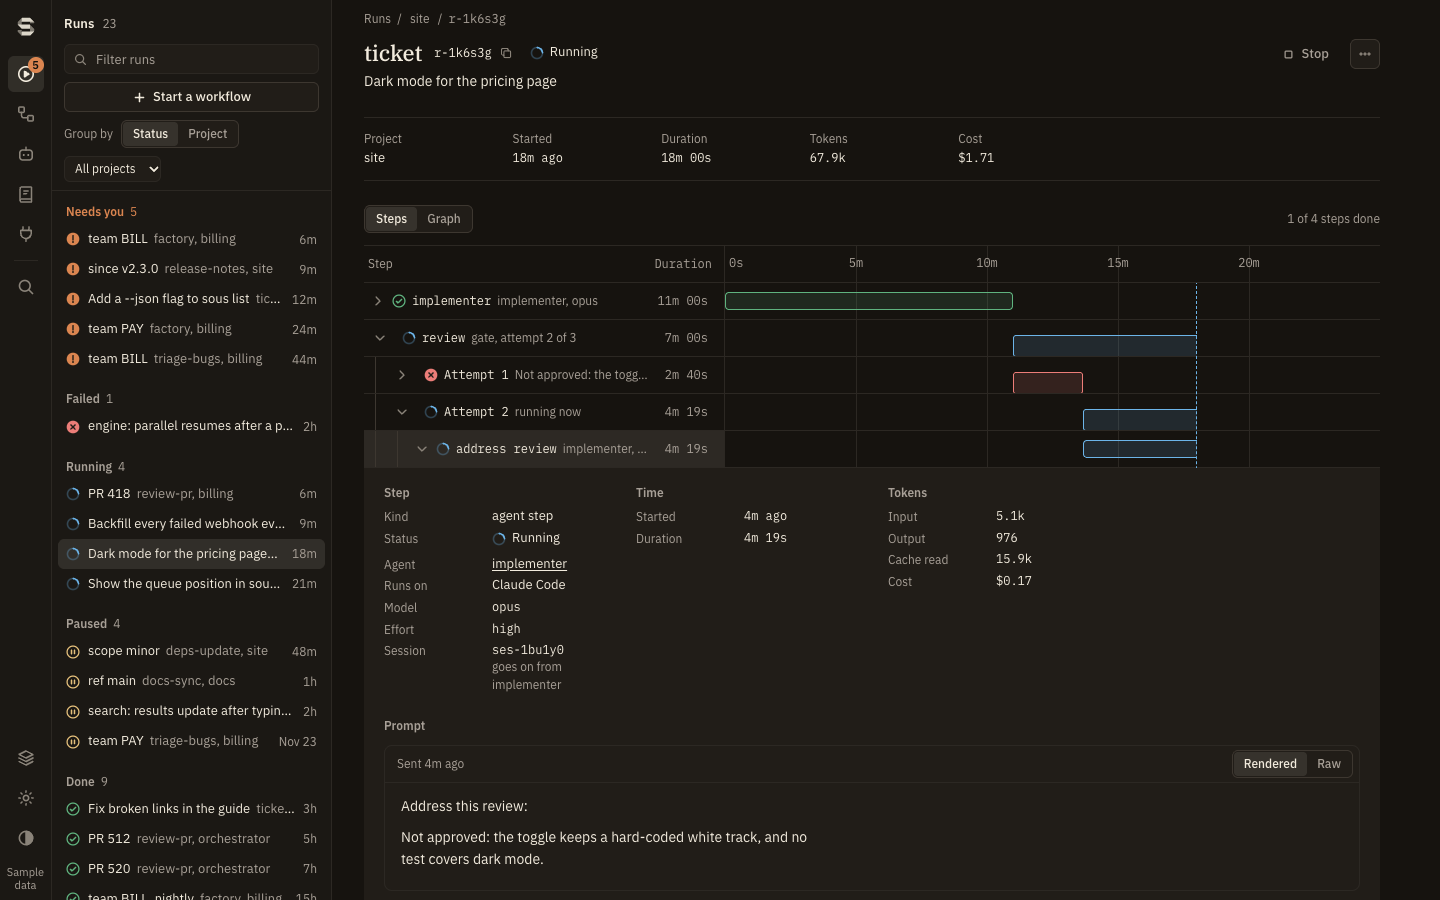 Runs 23
5
Filter runs
Start a workflow
Group by Status Project
All projects
Needs you 5
team BILL factory, billing 6m
since v2.3.0 release-notes, site 9m
Add a --json flag to sous list tic... 12m
team PAY factory, billing 24m
team BILL triage-bugs, billing 44m
Failed 1
engine: parallel resumes after a p... 2h
Running 4
PR 418 review-pr, billing 6m
Backfill every failed webhook ev... 9m
Dark mode for the pricing page... 18m
Show the queue position in sou... 21m
Paused 4
scope minor deps-update, site 48m
ref main docs-sync, docs 1h
search: results update after typin... 2h
team PAY triage-bugs, billing Nov 23
Done 9
Fix broken links in the guide ticke... 3h
PR 512 review-pr, orchestrator 5h
PR 520 review-pr, orchestrator 7h
team BILL, nightly factory, billing 15h
Sample
data
Runs / site / r-1k6s3g
ticket r-1k6s3g Running
Stop
Dark mode for the pricing page
Project Started Duration Tokens Cost
site 18m ago 18m 00s 67.9k $1.71
Steps Graph
1 of 4 steps done
Step Duration 0s 5m 10m 15m 20m
implementer implementer, opus 11m 00s
review gate, attempt 2 of 3 7m 00s
Attempt 1 Not approved: the togg... 2m 40s
Attempt 2 running now 4m 19s
address review implementer, ... 4m 19s
Step Time Tokens
Kind agent step Started 4m ago Input 5.1k
Status Running Duration 4m 19s Output 976
Cache read 15.9k
Agent implementer
Runs on Claude Code Cost $0.17
Model opus
Effort high
Session ses-1bu1y0
goes on from
implementer
Prompt
Sent 4m ago Rendered Raw
Address this review:
Not approved: the toggle keeps a hard-coded white track, and no
test covers dark mode.